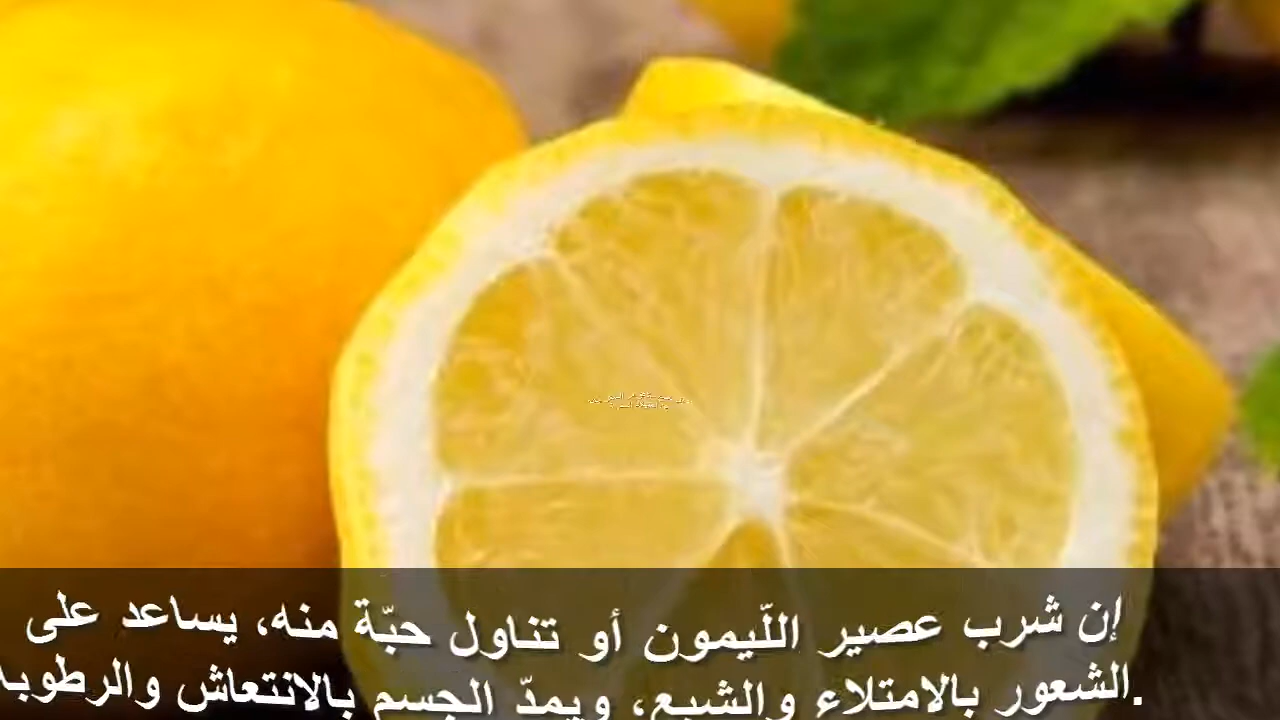 إن شرب عصير اللّيمون أو تناول حبّة منه، يساعد على
الشعور بالامتلاء والشبع، ويمدّ الجسم بالانتعاش والرطوبة.